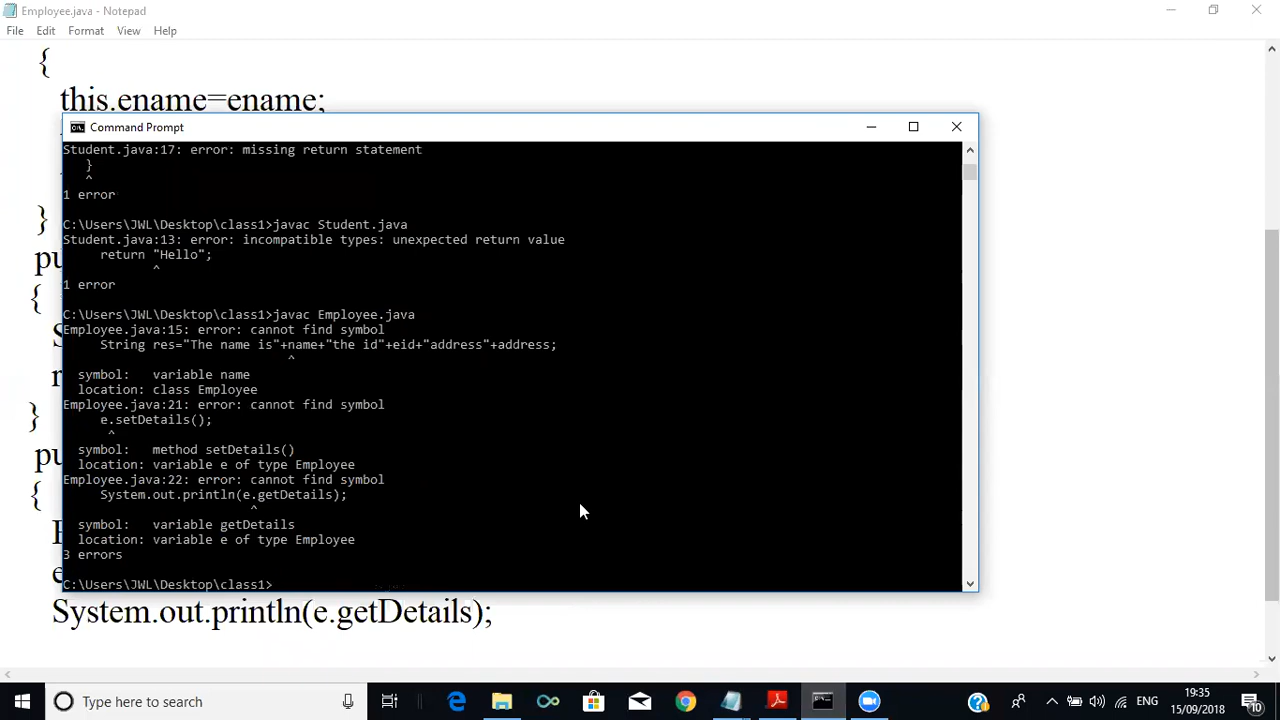 Employee.java - Notepad
File Edit Format View Help
{
this.ename=ename;
Command Prompt
Student.java:17: error: missing return statement
}
^
1 error
}
C:\Users\JWL\Desktop\class1>javac Student.java
Student.java:13: error: incompatible types: unexpected return value
pu
return "Hello";
^
1 error
{
C:\Users\JWL\Desktop\class1>javac Employee.java
Employee.java:15: error: cannot find symbol
S
String res="The name is"+name+"the id"+eid+"address"+address;
^
symbol: variable name
r
location: class Employee
Employee.java:21: error: cannot find symbol
}
e.setDetails();
^
symbol: method setDetails()
pu
location: variable e of type Employee
Employee.java:22: error: cannot find symbol
{
System.out.println(e.getDetails);
^
symbol: variable getDetails
location: variable e of type Employee
3 errors
e
C:\Users\JWL\Desktop\class1>
System.out.println(e.getDetails);
Type here to search
ENG
19:35
15/09/2018
10